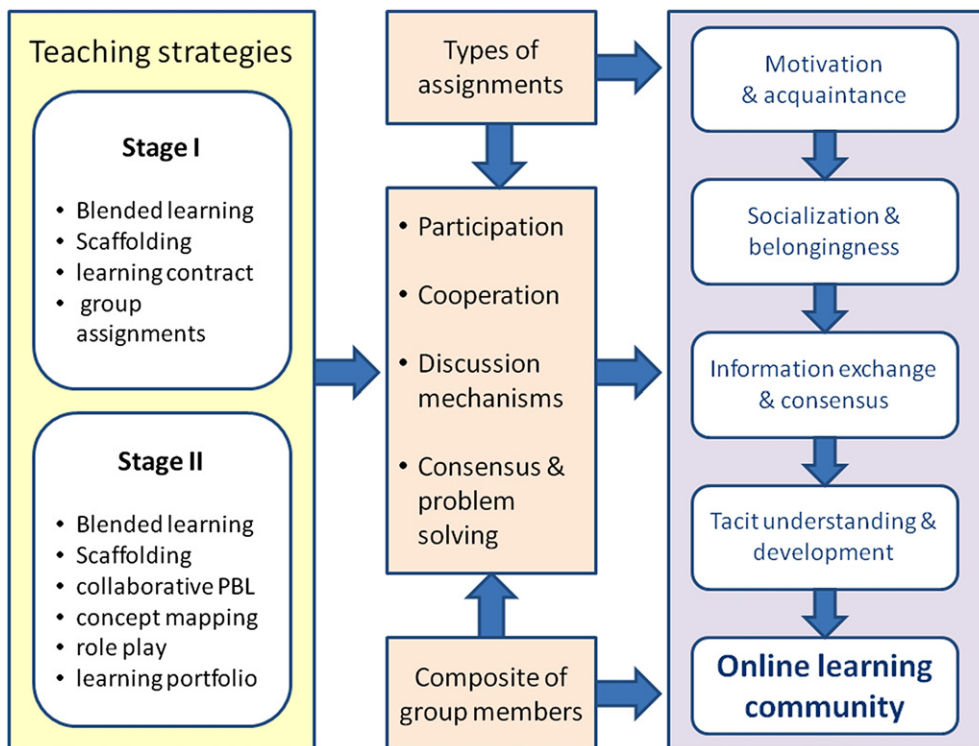 Teaching strategies
Stage I
• Blended learning
• Scaffolding
• learning contract
• group
assignments
Stage II
• Blended learning
• Scaffolding
• collaborative PBL
• concept mapping
• role play
• learning portfolio
Types of
assignments
• Participation
• Cooperation
• Discussion
mechanisms
• Consensus &
problem
solving
Composite of
group members
Motivation
& acquaintance
Socialization &
belongingness
Information exchange
& consensus
Tacit understanding &
development
Online learning
community